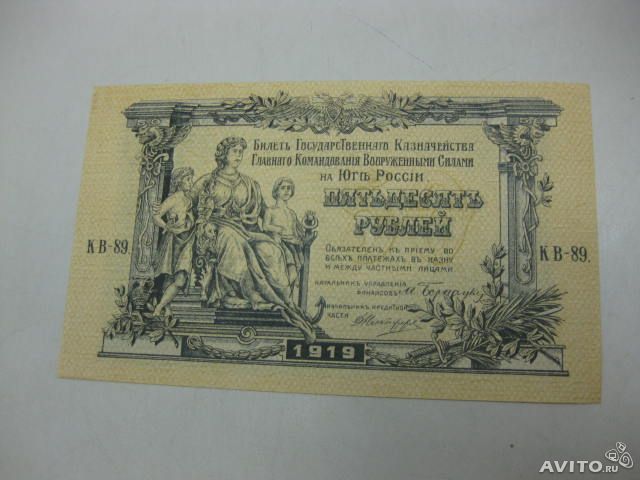 Билетъ Государственнаго Казначейства
Главнаго Командованія Вооруженными Силами
на Югѣ Россіи.
ПЯТЬДЕСЯТЪ
РУБЛЕЙ
Обязателенъ къ пріему во
всѣхъ платежахъ въ казну
и между частными лицами.
КВ-89.
КВ-89.
Начальникъ управленія
финансовъ
Начальникъ кредитной
части
1919
AVITO.RU